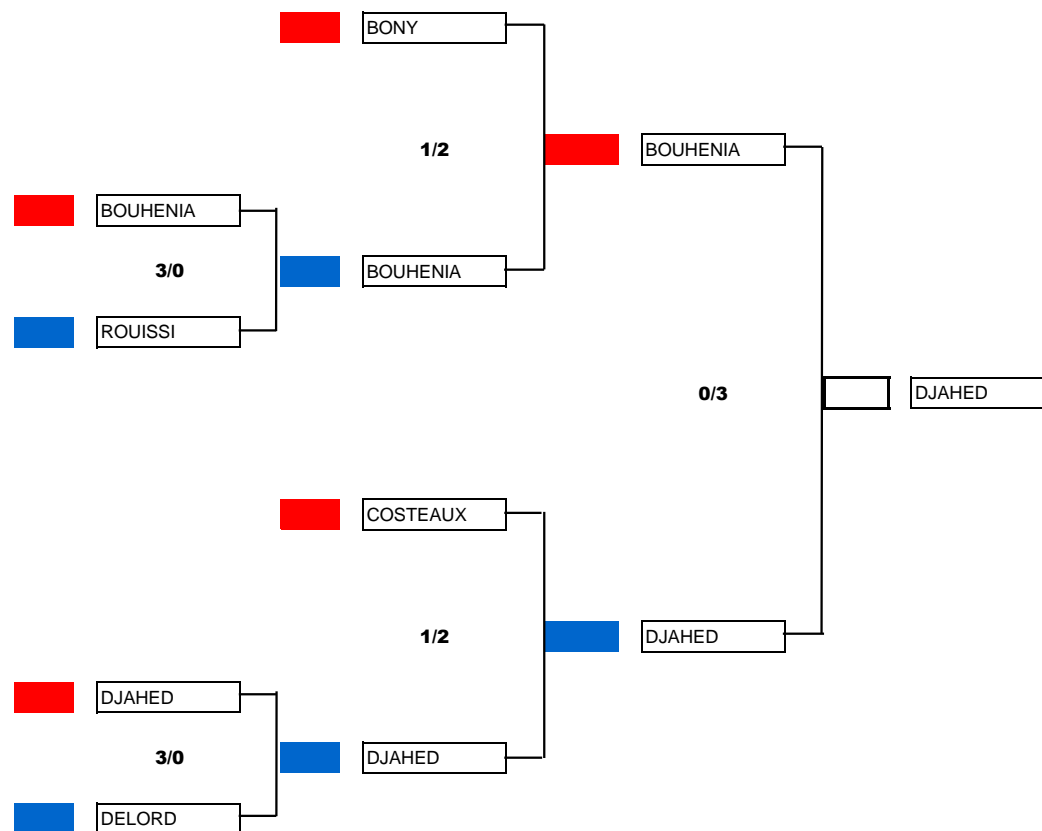 BONY
1/2
BOUHENIA
BOUHENIA
3/0
BOUHENIA
ROUISSI
0/3
DJAHED
COSTEAUX
1/2
DJAHED
DJAHED
3/0
DJAHED
DELORD